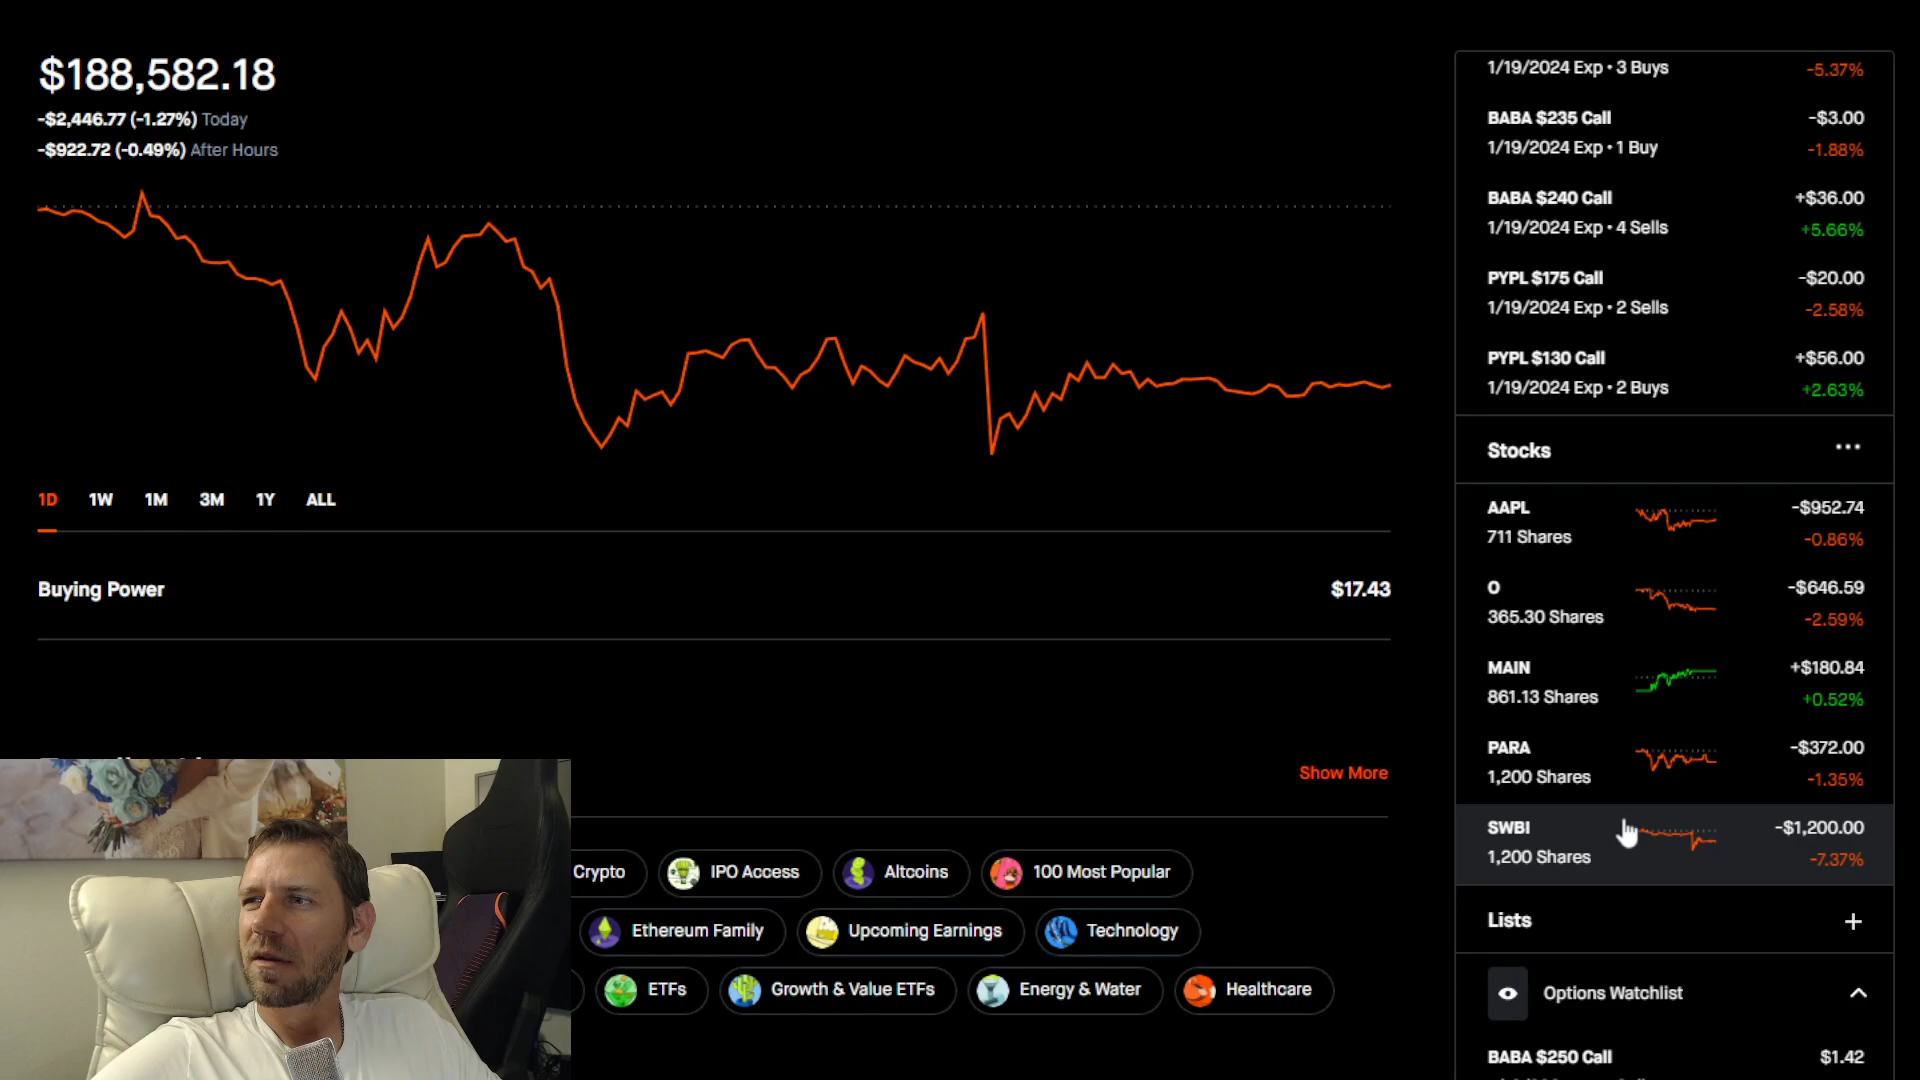 $188,582.18
-$2,446.77 (-1.27%) Today
-$922.72 (-0.49%) After Hours
1D 1W 1M 3M 1Y ALL
Buying Power $17.43
Show More
Crypto IPO Access Altcoins 100 Most Popular
Ethereum Family Upcoming Earnings Technology
ETFs Growth & Value ETFs Energy & Water Healthcare
1/19/2024 Exp • 3 Buys -5.37%
BABA $235 Call -$3.00
1/19/2024 Exp • 1 Buy -1.88%
BABA $240 Call +$36.00
1/19/2024 Exp • 4 Sells +5.66%
PYPL $175 Call -$20.00
1/19/2024 Exp • 2 Sells -2.58%
PYPL $130 Call +$56.00
1/19/2024 Exp • 2 Buys +2.63%
Stocks
AAPL -$952.74
711 Shares -0.86%
O -$646.59
365.30 Shares -2.59%
MAIN +$180.84
861.13 Shares +0.52%
PARA -$372.00
1,200 Shares -1.35%
SWBI -$1,200.00
1,200 Shares -7.37%
Lists +
Options Watchlist
BABA $250 Call $1.42